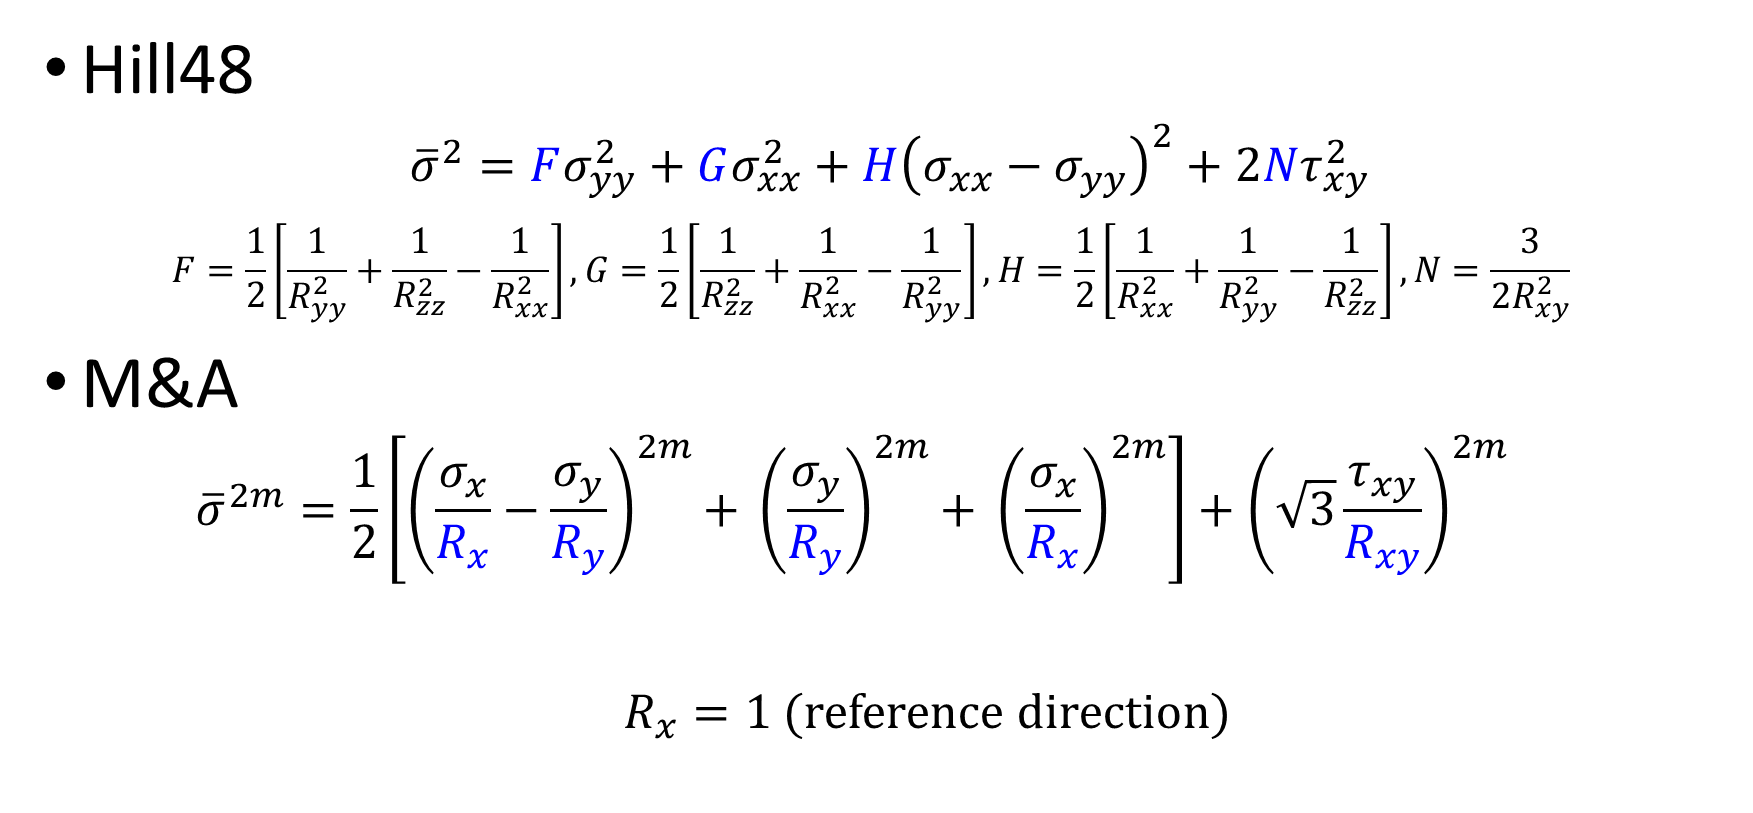 • Hill48
σ̄² = Fσ²_yy + Gσ²_xx + H(σ_xx − σ_yy)² + 2Nτ²_xy
F = 1/2 [1/R²_yy + 1/R²_zz − 1/R²_xx], G = 1/2 [1/R²_zz + 1/R²_xx − 1/R²_yy], H = 1/2 [1/R²_xx + 1/R²_yy − 1/R²_zz], N = 3/(2R²_xy)
• M&A
σ̄^{2m} = 1/2 [(σ_x/R_x − σ_y/R_y)^{2m} + (σ_y/R_y)^{2m} + (σ_x/R_x)^{2m}] + (√3 τ_xy/R_xy)^{2m}
R_x = 1 (reference direction)